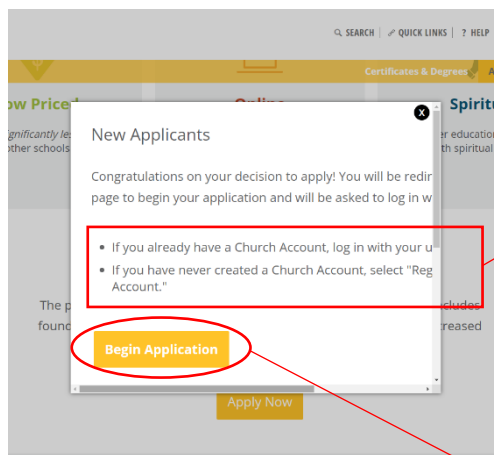 SEARCH | QUICK LINKS | ? HELP
Certificates & Degrees A
ow Priced Online Spiritu
ignificantly le
other schools
er education
th spiritual
X
New Applicants
Congratulations on your decision to apply! You will be redir
page to begin your application and will be asked to log in w
• If you already have a Church Account, log in with your u
• If you have never created a Church Account, select "Reg
Account."
The p cludes
foun reased
Begin Application
Apply Now